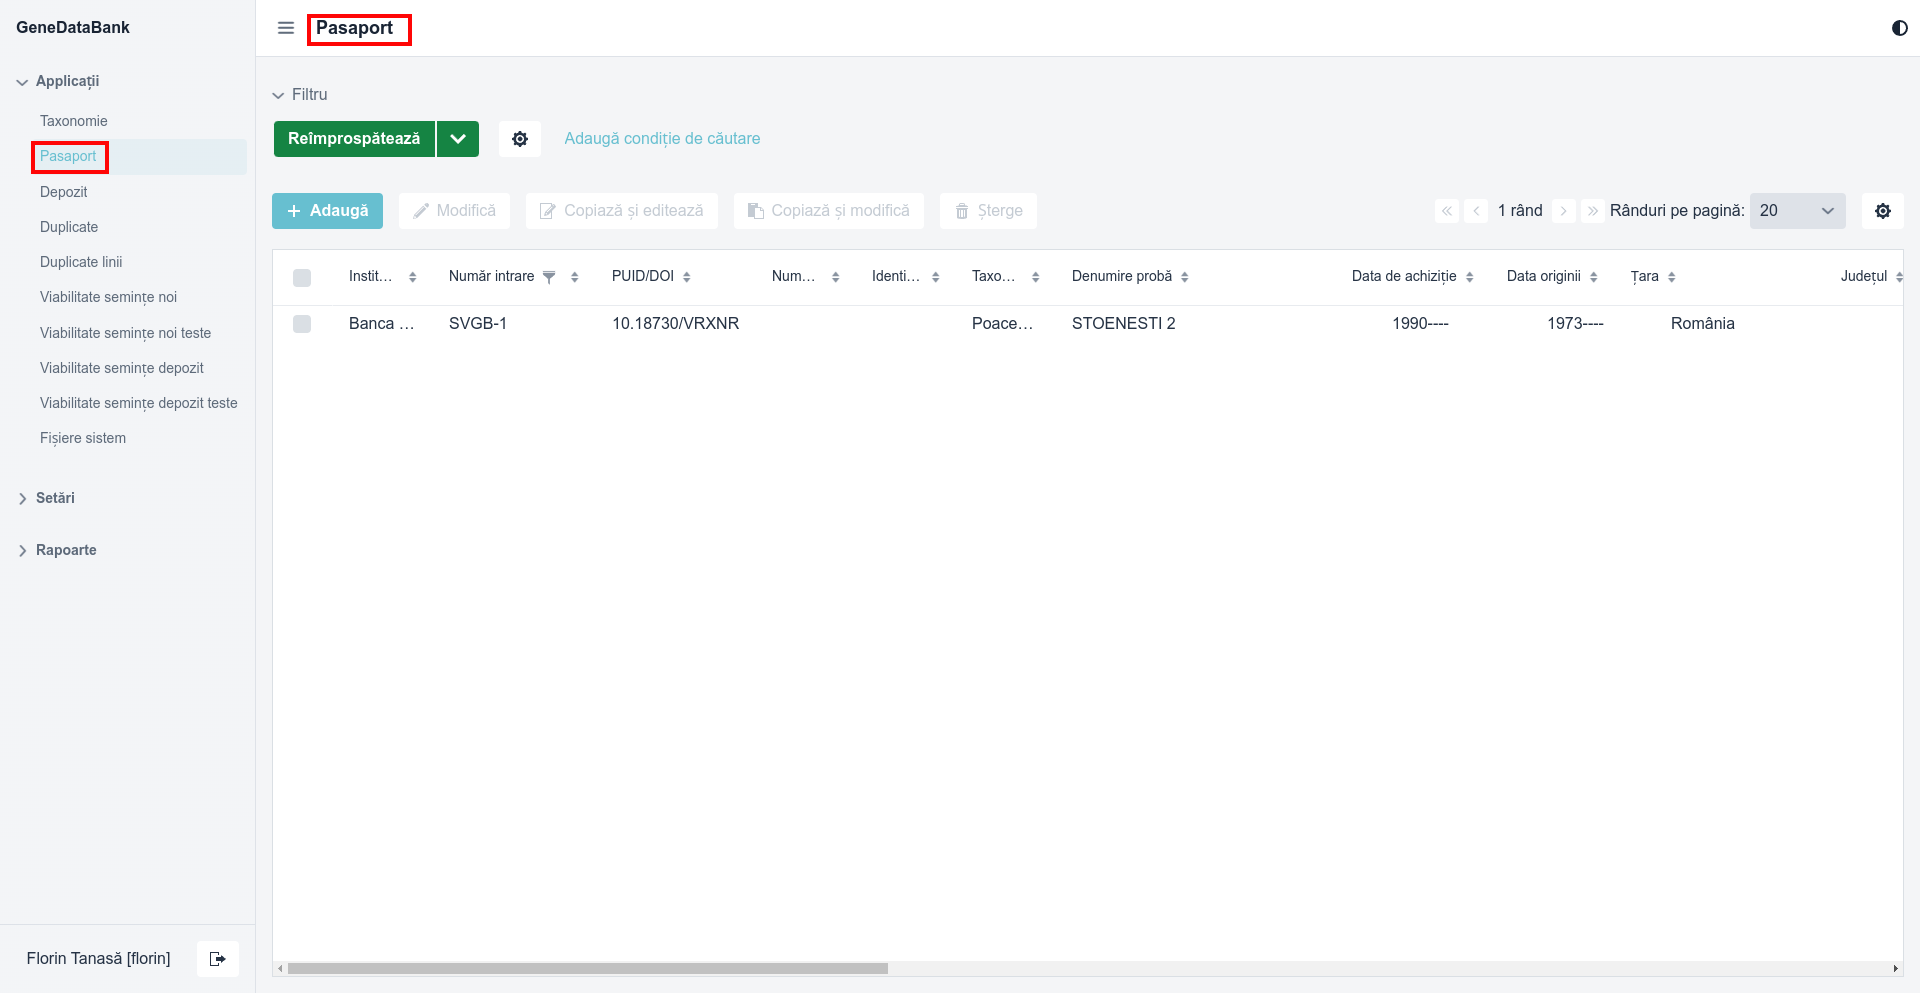 GeneDataBank
Applicații
Taxonomie
Pasaport
Depozit
Duplicate
Duplicate linii
Viabilitate semințe noi
Viabilitate semințe noi teste
Viabilitate semințe depozit
Viabilitate semințe depozit teste
Fișiere sistem
Setări
Rapoarte
Florin Tanasă [florin]
Pasaport
Filtru
Reîmprospătează
Adaugă condiție de căutare
Adaugă Modifică Copiază și editează Copiază și modifică Șterge 1 rând Rânduri pe pagină: 20
Instit... Număr intrare PUID/DOI Num... Identi... Taxo... Denumire probă Data de achiziție Data originii Țara Județul
Banca ... SVGB-1 10.18730/VRXNR Poace... STOENESTI 2 1990---- 1973---- România